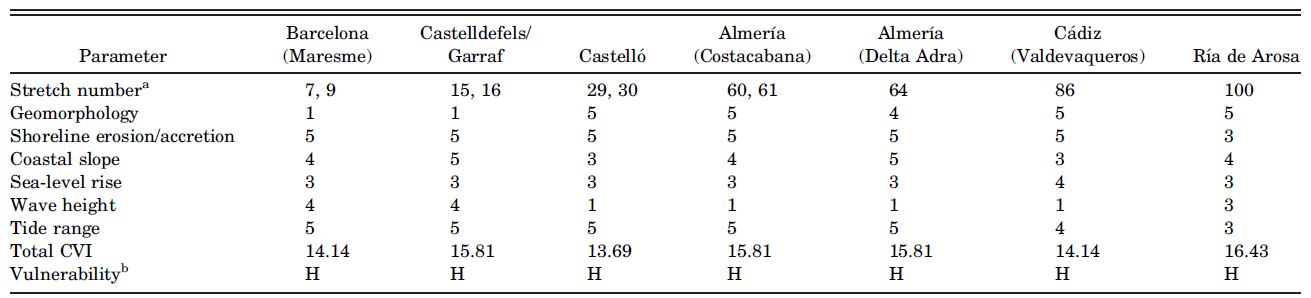 Parameter Barcelona (Maresme) Castelldefels/ Garraf Castelló Almería (Costacabana) Almería (Delta Adra) Cádiz (Valdevaqueros) Ría de Arosa
Stretch numberᵃ 7, 9 15, 16 29, 30 60, 61 64 86 100
Geomorphology 1 1 5 5 4 5 5
Shoreline erosion/accretion 5 5 5 5 5 5 3
Coastal slope 4 5 3 4 5 3 4
Sea-level rise 3 3 3 3 3 4 3
Wave height 4 4 1 1 1 1 3
Tide range 5 5 5 5 5 4 3
Total CVI 14.14 15.81 13.69 15.81 15.81 14.14 16.43
Vulnerabilityᵇ H H H H H H H